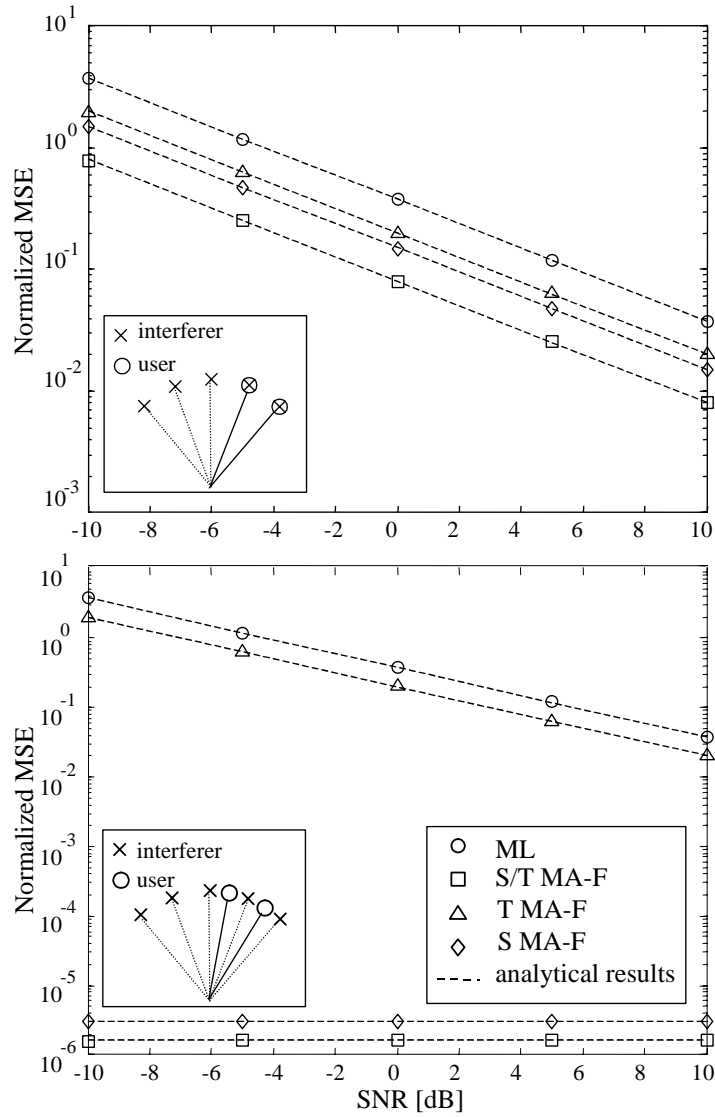 10^1
10^0
10^-1
10^-2
10^-3
Normalized MSE
interferer
user
-10 -8 -6 -4 -2 0 2 4 6 8 10
10^1
10^0
10^-1
10^-2
10^-3
10^-4
10^-5
10^-6
Normalized MSE
interferer
user
ML
S/T MA-F
T MA-F
S MA-F
analytical results
-10 -8 -6 -4 -2 0 2 4 6 8 10
SNR [dB]